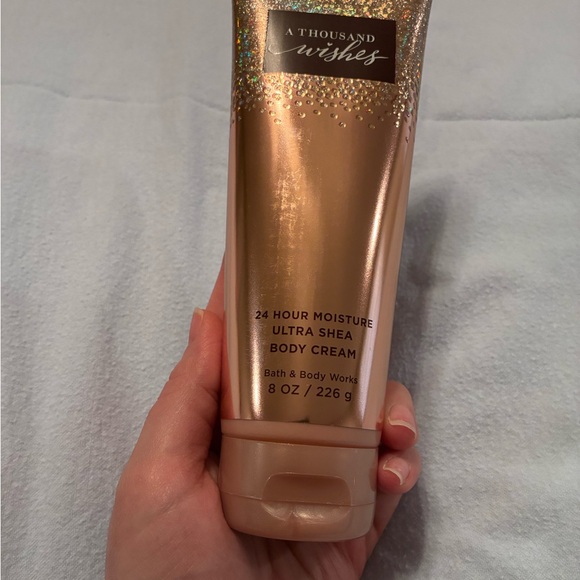 A THOUSAND
wishes
24 HOUR MOISTURE
ULTRA SHEA
BODY CREAM
Bath & Body Works
8 OZ / 226 g